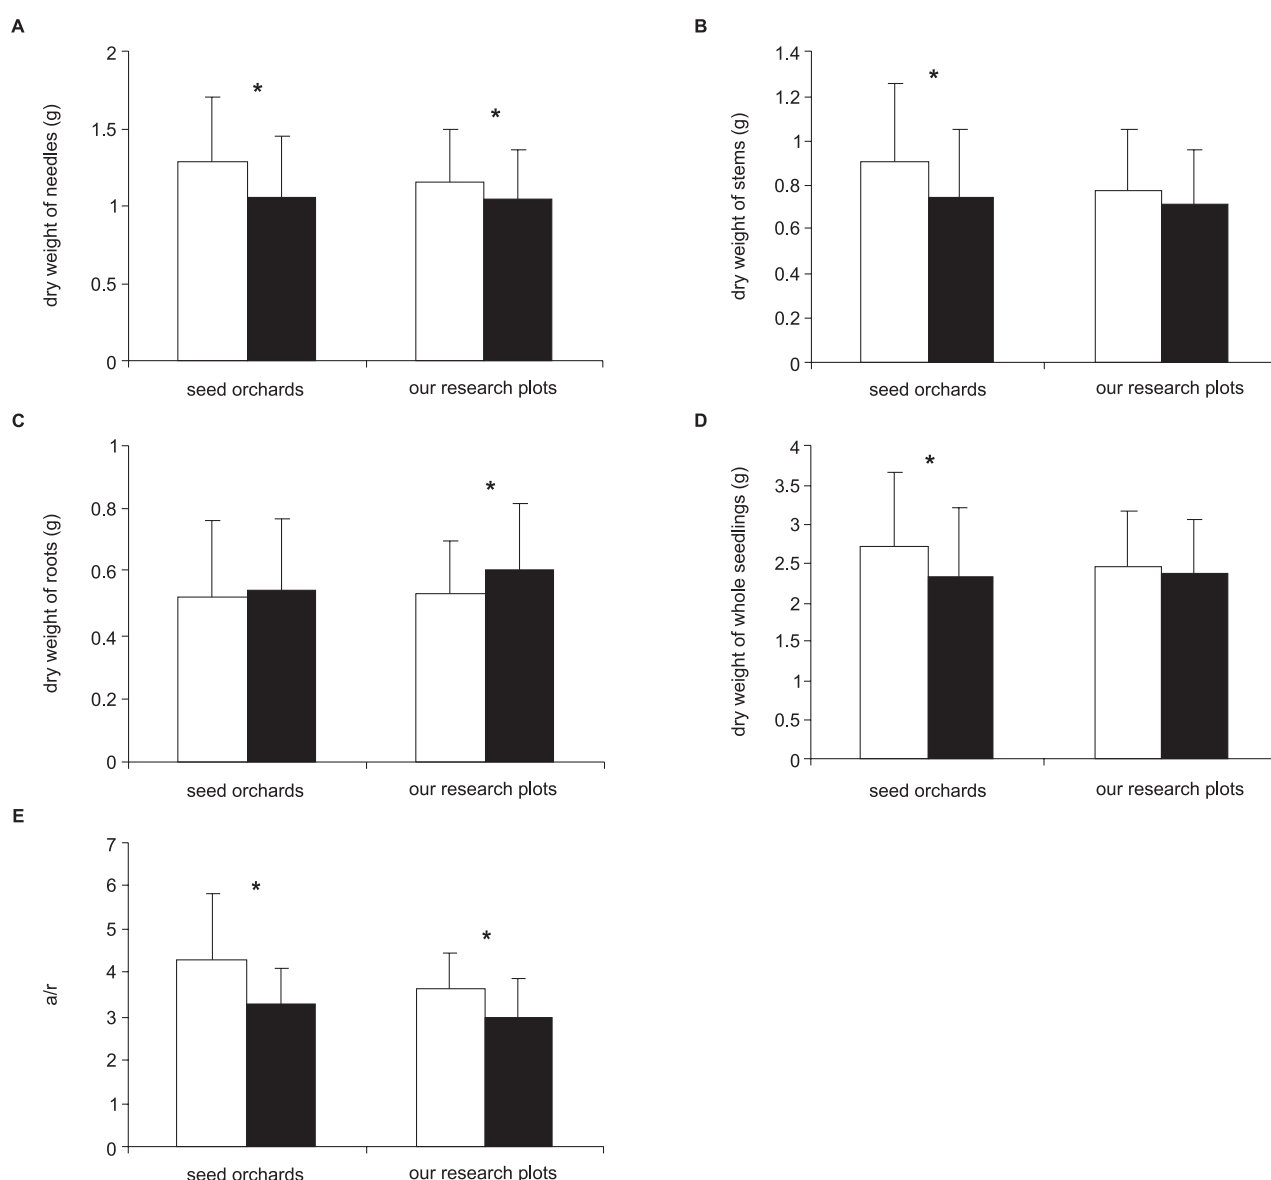 A
dry weight of needles (g)
2
1.5
1
0.5
0
*
*
seed orchards
our research plots
B
dry weight of stems (g)
1.4
1.2
1
0.8
0.6
0.4
0.2
0
*
seed orchards
our research plots
C
dry weight of roots (g)
1
0.8
0.6
0.4
0.2
0
*
seed orchards
our research plots
D
dry weight of whole seedlings (g)
4
3.5
3
2.5
2
1.5
1
0.5
0
*
seed orchards
our research plots
E
a/r
7
6
5
4
3
2
1
0
*
*
seed orchards
our research plots